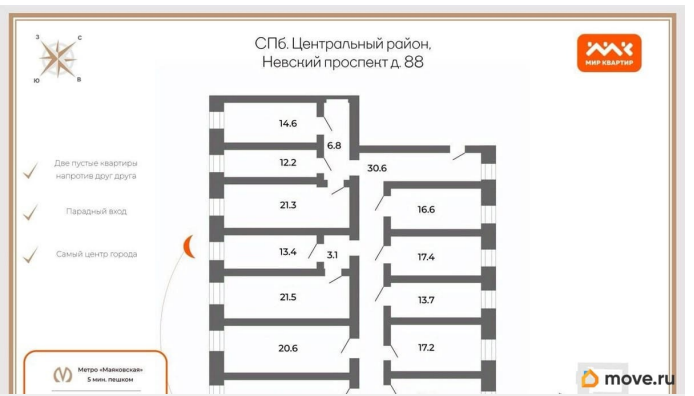 З
С
Ю
В
СПб. Центральный район,
Невский проспект д. 88
МИР КВАРТИР
Две пустые квартиры
напротив друг друга
Парадный вход
Самый центр города
14.6
6.8
12.2
30.6
21.3
16.6
13.4
3.1
17.4
21.5
13.7
20.6
17.2
Метро «Маяковская»
5 мин. пешком
move.ru